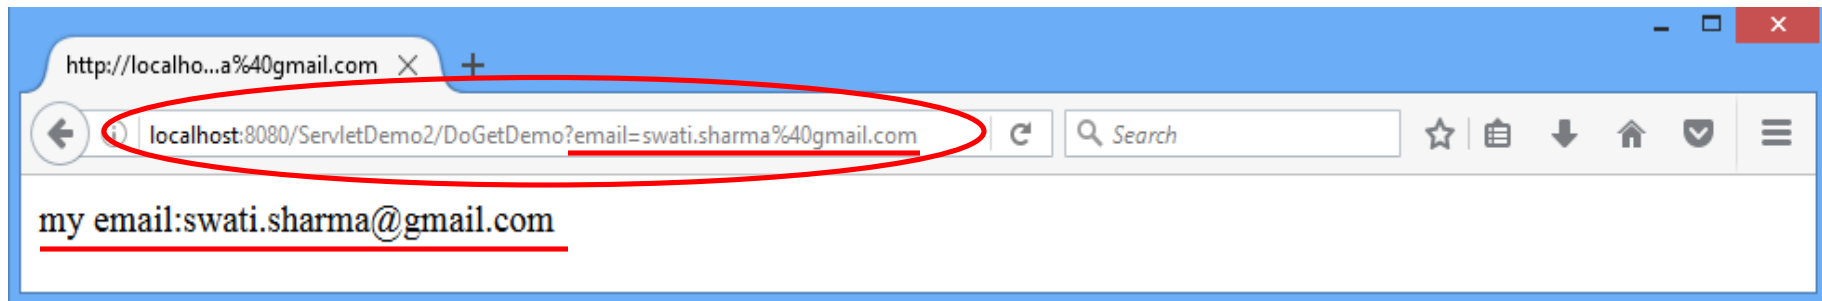 http://localho...a%40gmail.com
localhost:8080/ServletDemo2/DoGetDemo?email=swati.sharma%40gmail.com
Search
my email:swati.sharma@gmail.com